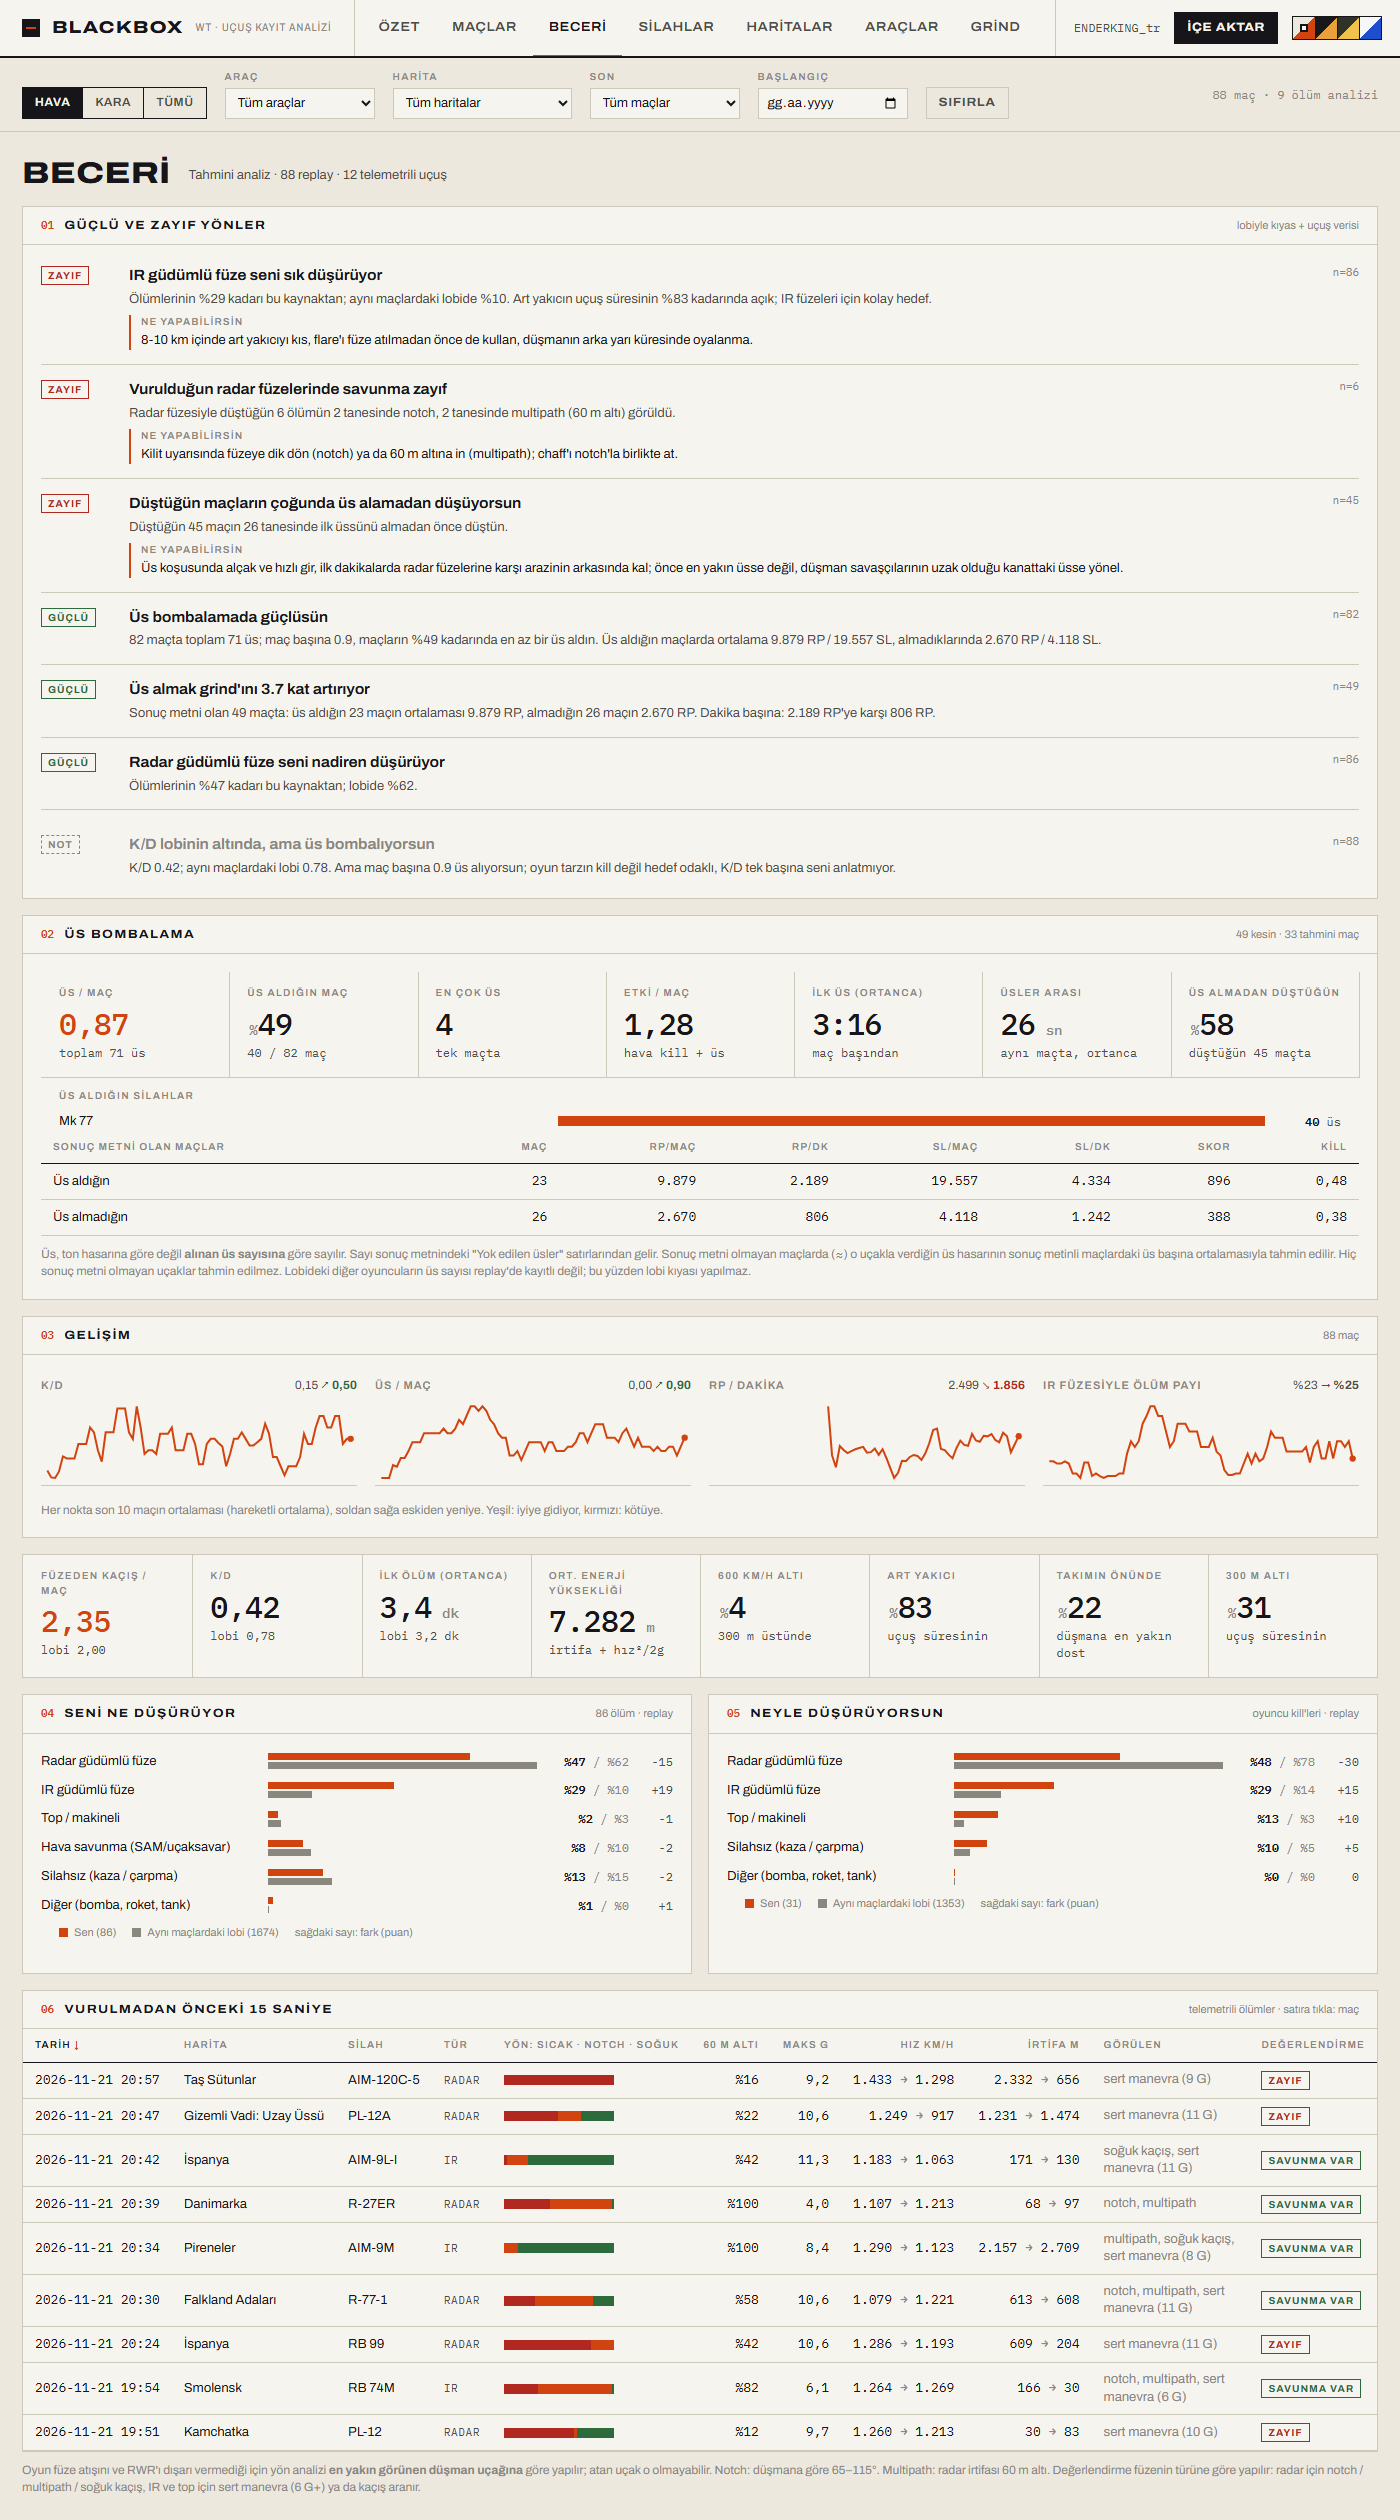 BLACKBOX WT · UÇUŞ KAYIT ANALİZİ ÖZET MAÇLAR BECERİ SİLAHLAR HARİTALAR ARAÇLAR GRİND ENDERKING_tr İÇE AKTAR
HAVA KARA TÜMÜ
ARAÇ HARİTA SON BAŞLANGIÇ
Tüm araçlar Tüm haritalar Tüm maçlar gg.aa.yyyy SIFIRLA
88 maç · 9 ölüm analizi
BECERİ Tahmini analiz · 88 replay · 12 telemetrili uçuş
01 GÜÇLÜ VE ZAYIF YÖNLER lobiyle kıyas + uçuş verisi
ZAYIF IR güdümlü füze seni sık düşürüyor n=86
Ölümlerinin %29 kadarı bu kaynaktan; aynı maçlardaki lobide %10. Art yakıcın uçuş süresinin %83 kadarında açık; IR füzeleri için kolay hedef.
NE YAPABİLİRSİN
8-10 km içinde art yakıcıyı kıs, flare'ı füze atılmadan önce de kullan, düşmanın arka yarı küresinde oyalanma.
ZAYIF Vurulduğun radar füzelerinde savunma zayıf n=6
Radar füzesiyle düştüğün 6 ölümün 2 tanesinde notch, 2 tanesinde multipath (60 m altı) görüldü.
NE YAPABİLİRSİN
Kilit uyarısında füzeye dik dön (notch) ya da 60 m altına in (multipath); chaff'ı notch'la birlikte at.
ZAYIF Düştüğün maçların çoğunda üs alamadan düşüyorsun n=45
Düştüğün 45 maçın 26 tanesinde ilk üssünü almadan önce düştün.
NE YAPABİLİRSİN
Üs koşusunda alçak ve hızlı gir, ilk dakikalarda radar füzelerine karşı arazinin arkasında kal; önce en yakın üsse değil, düşman savaşçılarının uzak olduğu kanattaki üsse yönel.
GÜÇLÜ Üs bombalamada güçlüsün n=82
82 maçta toplam 71 üs; maç başına 0.9, maçların %49 kadarında en az bir üs aldın. Üs aldığın maçlarda ortalama 9.879 RP / 19.557 SL, almadıklarında 2.670 RP / 4.118 SL.
GÜÇLÜ Üs almak grind'ını 3.7 kat artırıyor n=49
Sonuç metni olan 49 maçta: üs aldığın 23 maçın ortalaması 9.879 RP, almadığın 26 maçın 2.670 RP. Dakika başına: 2.189 RP'ye karşı 806 RP.
GÜÇLÜ Radar güdümlü füze seni nadiren düşürüyor n=86
Ölümlerinin %47 kadarı bu kaynaktan; lobide %62.
NOT K/D lobinin altında, ama üs bombalıyorsun n=88
K/D 0.42; aynı maçlardaki lobi 0.78. Ama maç başına 0.9 üs alıyorsun; oyun tarzın kill değil hedef odaklı, K/D tek başına seni anlatmıyor.
02 ÜS BOMBALAMA 49 kesin · 33 tahmini maç
ÜS / MAÇ ÜS ALDIĞIN MAÇ EN ÇOK ÜS ETKİ / MAÇ İLK ÜS (ORTANCA) ÜSLER ARASI ÜS ALMADAN DÜŞTÜĞÜN
0,87 %49 4 1,28 3:16 26 sn %58
toplam 71 üs 40 / 82 maç tek maçta hava kill + üs maç başından aynı maçta, ortanca düştüğün 45 maçta
ÜS ALDIĞIN SİLAHLAR
Mk 77 40 üs
SONUÇ METNİ OLAN MAÇLAR MAÇ RP/MAÇ RP/DK SL/MAÇ SL/DK SKOR KİLL
Üs aldığın 23 9.879 2.189 19.557 4.334 896 0,48
Üs almadığın 26 2.670 806 4.118 1.242 388 0,38
Üs, ton hasarına göre değil alınan üs sayısına göre sayılır. Sayı sonuç metnindeki "Yok edilen üsler" satırlarından gelir. Sonuç metni olmayan maçlarda (≈) o uçakla verdiğin üs hasarının sonuç metinli maçlardaki üs başına ortalamasıyla tahmin edilir. Hiç
sonuç metni olmayan uçaklar tahmin edilmez. Lobideki diğer oyuncuların üs sayısı replay'de kayıtlı değil; bu yüzden lobi kıyası yapılmaz.
03 GELİŞİM 88 maç
K/D 0,15 ↗ 0,50 ÜS / MAÇ 0,00 ↗ 0,90 RP / DAKİKA 2.499 ↘ 1.856 IR FÜZESİYLE ÖLÜM PAYI %23 → %25
Her nokta son 10 maçın ortalaması (hareketli ortalama), soldan sağa eskiden yeniye. Yeşil: iyiye gidiyor, kırmızı: kötüye.
FÜZEDEN KAÇIŞ / MAÇ 2,35 lobi 2,00
K/D 0,42 lobi 0,78
İLK ÖLÜM (ORTANCA) 3,4 dk lobi 3,2 dk
ORT. ENERJİ YÜKSEKLİĞİ 7.282 m irtifa + hız²/2g
600 KM/H ALTI %4 300 m üstünde
ART YAKICI %83 uçuş süresinin
TAKIMIN ÖNÜNDE %22 düşmana en yakın dost
300 M ALTI %31 uçuş süresinin
04 SENİ NE DÜŞÜRÜYOR 86 ölüm · replay
Radar güdümlü füze %47 / %62 -15
IR güdümlü füze %29 / %10 +19
Top / makineli %2 / %3 -1
Hava savunma (SAM/uçaksavar) %8 / %10 -2
Silahsız (kaza / çarpma) %13 / %15 -2
Diğer (bomba, roket, tank) %1 / %0 +1
Sen (86) Aynı maçlardaki lobi (1674) sağdaki sayı: fark (puan)
05 NEYLE DÜŞÜRÜYORSUN oyuncu kill'leri · replay
Radar güdümlü füze %48 / %78 -30
IR güdümlü füze %29 / %14 +15
Top / makineli %13 / %3 +10
Silahsız (kaza / çarpma) %10 / %5 +5
Diğer (bomba, roket, tank) %0 / %0 0
Sen (31) Aynı maçlardaki lobi (1353) sağdaki sayı: fark (puan)
06 VURULMADAN ÖNCEKİ 15 SANİYE telemetrili ölümler · satıra tıkla: maç
TARİH ↓ HARİTA SİLAH TÜR YÖN: SICAK · NOTCH · SOĞUK 60 M ALTI MAKS G HIZ KM/H İRTİFA M GÖRÜLEN DEĞERLENDİRME
2026-11-21 20:57 Taş Sütunlar AIM-120C-5 RADAR %16 9,2 1.433 → 1.298 2.332 → 656 sert manevra (9 G) ZAYIF
2026-11-21 20:47 Gizemli Vadi: Uzay Üssü PL-12A RADAR %22 10,6 1.249 → 917 1.231 → 1.474 sert manevra (11 G) ZAYIF
2026-11-21 20:42 İspanya AIM-9L-I IR %42 11,3 1.183 → 1.063 171 → 130 soğuk kaçış, sert manevra (11 G) SAVUNMA VAR
2026-11-21 20:39 Danimarka R-27ER RADAR %100 4,0 1.107 → 1.213 68 → 97 notch, multipath SAVUNMA VAR
2026-11-21 20:34 Pireneler AIM-9M IR %100 8,4 1.290 → 1.123 2.157 → 2.709 multipath, soğuk kaçış, sert manevra (8 G) SAVUNMA VAR
2026-11-21 20:30 Falkland Adaları R-77-1 RADAR %58 10,6 1.079 → 1.221 613 → 608 notch, multipath, sert manevra (11 G) SAVUNMA VAR
2026-11-21 20:24 İspanya RB 99 RADAR %42 10,6 1.286 → 1.193 609 → 204 sert manevra (11 G) ZAYIF
2026-11-21 19:54 Smolensk RB 74M IR %82 6,1 1.264 → 1.269 166 → 30 notch, multipath, sert manevra (6 G) SAVUNMA VAR
2026-11-21 19:51 Kamchatka PL-12 RADAR %12 9,7 1.260 → 1.213 30 → 83 sert manevra (10 G) ZAYIF
Oyun füze atışını ve RWR'ı dışarı vermediği için yön analizi en yakın görünen düşman uçağına göre yapılır; atan uçak o olmayabilir. Notch: düşmana göre 65–115°. Multipath: radar irtifası 60 m altı. Değerlendirme füzenin türüne göre yapılır: radar için notch /
multipath / soğuk kaçış, IR ve top için sert manevra (6 G+) ya da kaçış aranır.